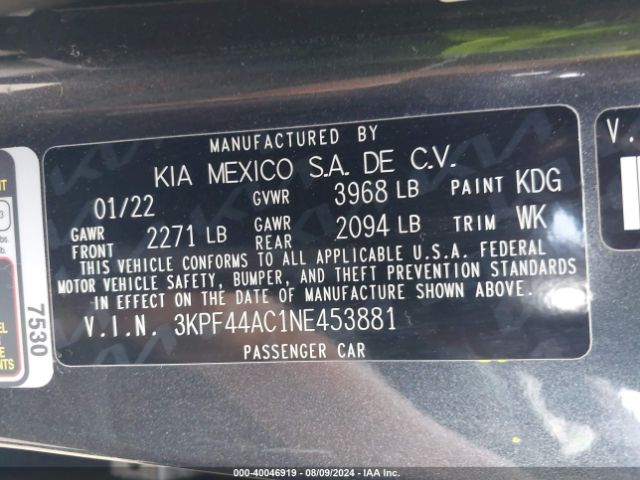 MANUFACTURED BY
KIA MEXICO S.A. DE C.V.
01/22 GVWR 3968 LB PAINT KDG
GAWR FRONT 2271 LB GAWR REAR 2094 LB TRIM WK
THIS VEHICLE CONFORMS TO ALL APPLICABLE U.S.A. FEDERAL
MOTOR VEHICLE SAFETY, BUMPER, AND THEFT PREVENTION STANDARDS
IN EFFECT ON THE DATE OF MANUFACTURE SHOWN ABOVE.
V.I.N. 3KPF44AC1NE453881
PASSENGER CAR
7530
000-40046919 - 08/09/2024 - IAA Inc.